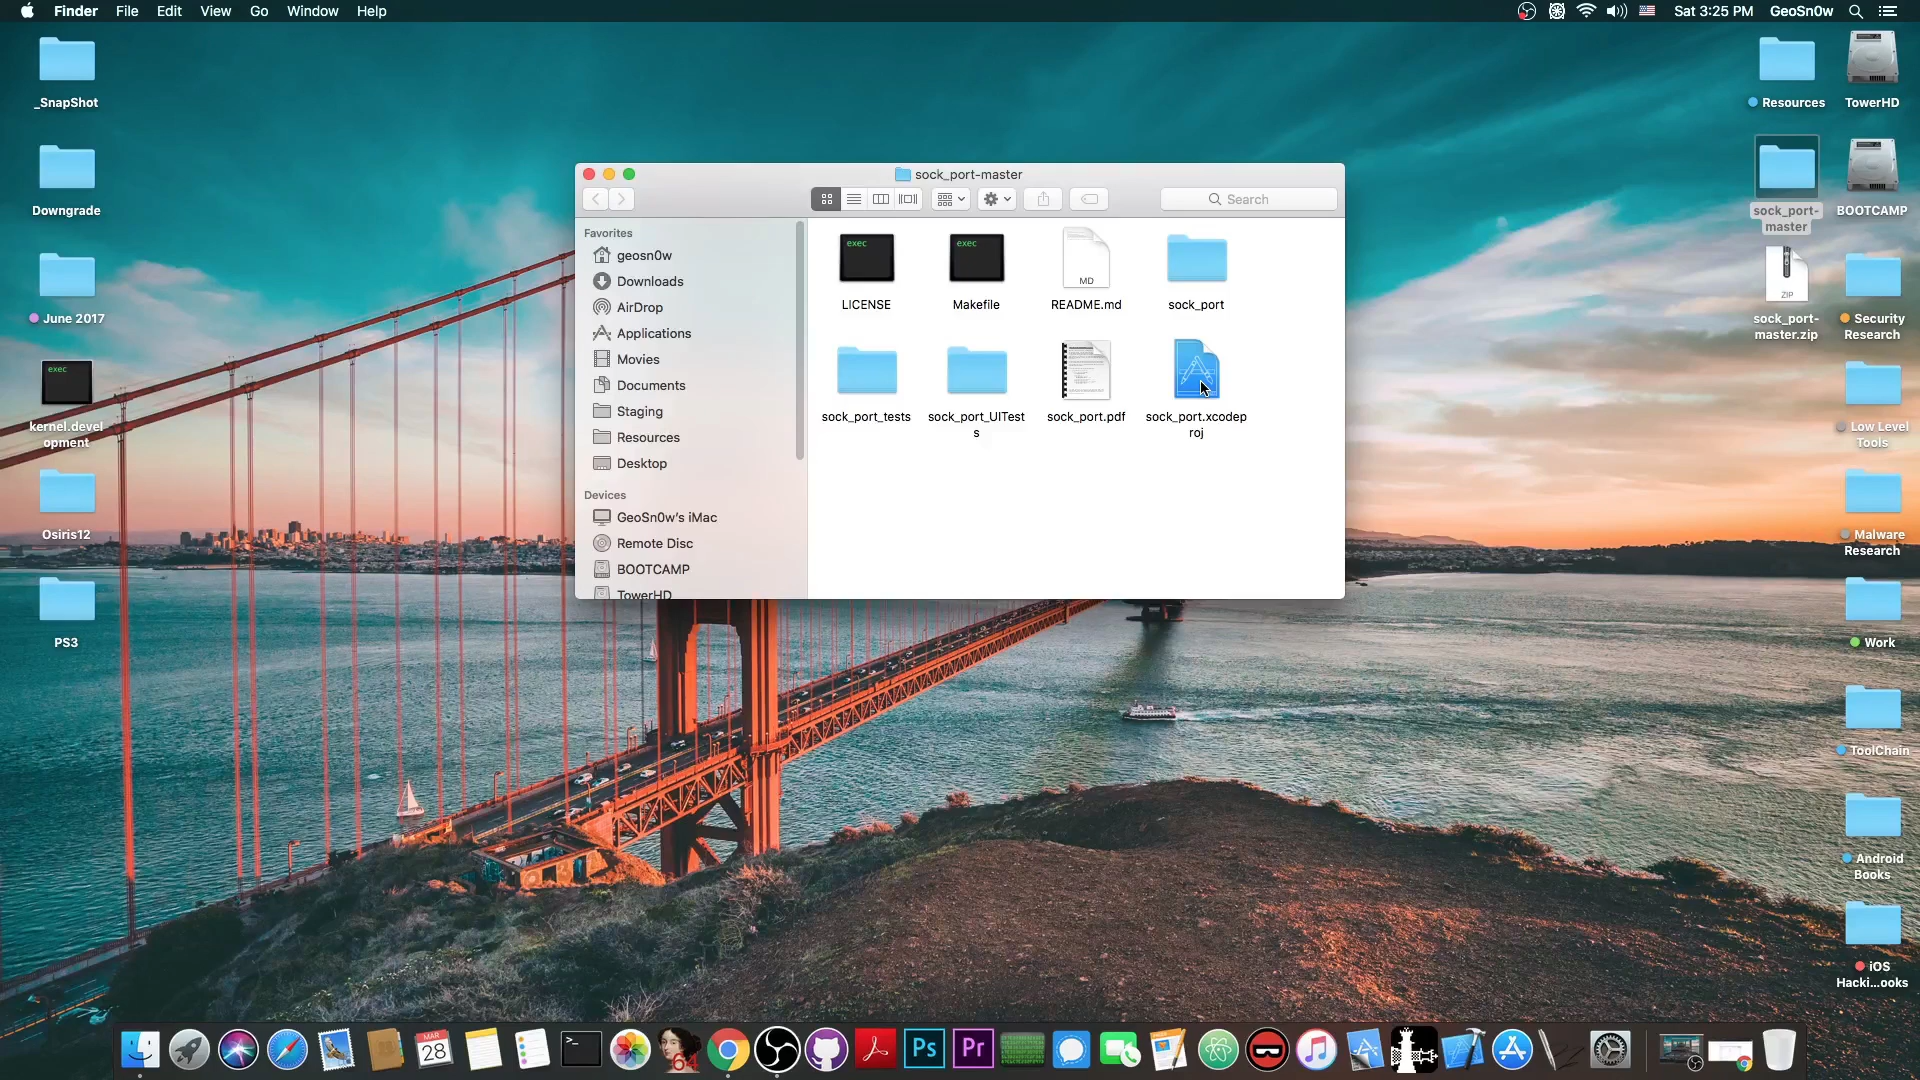 Finder File Edit View Go Window Help
Sat 3:25 PM GeoSn0w
_SnapShot
Downgrade
June 2017
exec
kernel.devel
opment
Osiris12
PS3
sock_port-master
Search
Favorites
geosn0w
Downloads
AirDrop
Applications
Movies
Documents
Staging
Resources
Desktop
Devices
GeoSn0w's iMac
Remote Disc
BOOTCAMP
TowerHD
exec
LICENSE
exec
Makefile
MD
README.md
sock_port
sock_port_tests
sock_port_UITest
s
sock_port.pdf
sock_port.xcodep
roj
Resources
TowerHD
sock_port-
master
BOOTCAMP
ZIP
sock_port-
master.zip
Security
Research
Low Level
Tools
Malware
Research
Work
ToolChain
Android
Books
iOS
Hacki...ooks
MAR
28
>_
64
Ps
Pr